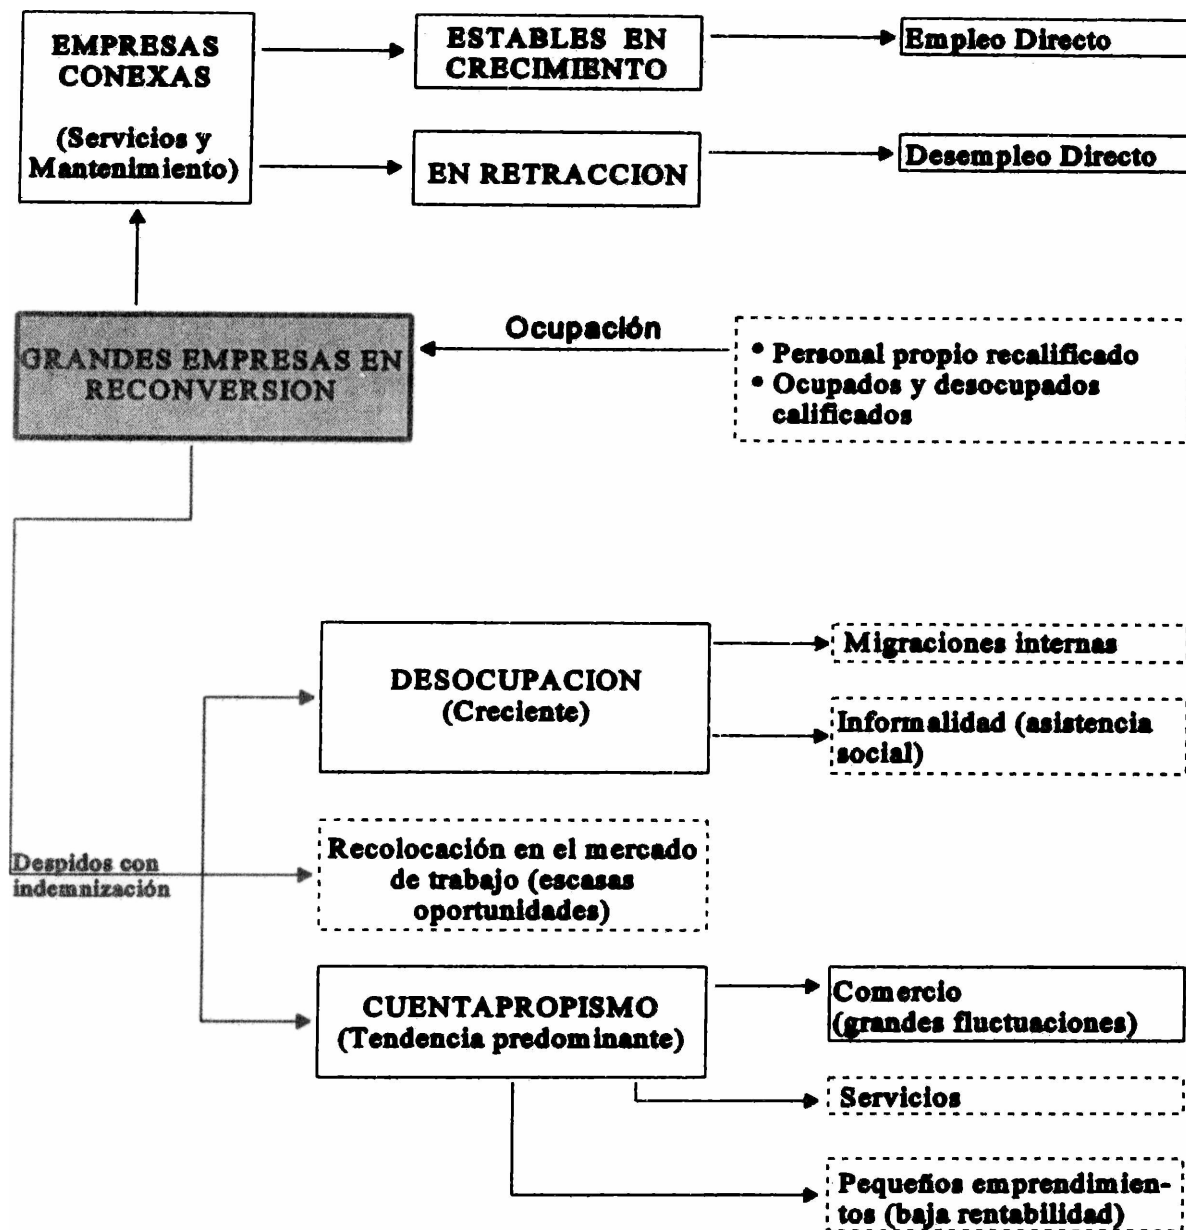 EMPRESAS
CONEXAS
(Servicios y
Mantenimiento)
ESTABLES EN
CRECIMIENTO
Empleo Directo
EN RETRACCION
Desempleo Directo
GRANDES EMPRESAS EN
RECONVERSION
Ocupación
• Personal propio recalificado
• Ocupados y desocupados
calificados
DESOCUPACION
(Creciente)
Migraciones internas
Informalidad (asistencia
social)
Despidos con
indemnización
Recolocación en el mercado
de trabajo (escasas
oportunidades)
CUENTAPROPISMO
(Tendencia predominante)
Comercio
(grandes fluctuaciones)
Servicios
Pequeños emprendimien-
tos (baja rentabilidad)